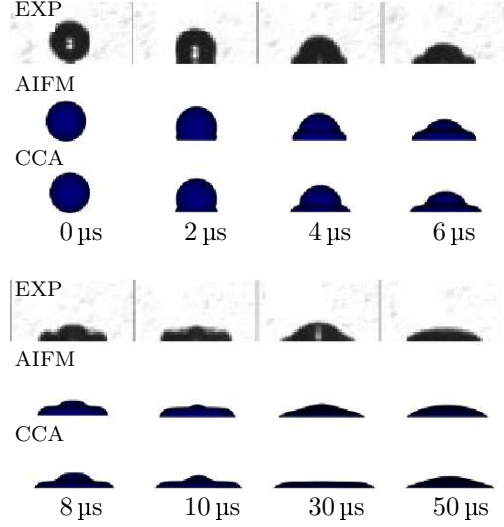 EXP
AIFM
CCA
0 µs 2 µs 4 µs 6 µs
EXP
AIFM
CCA
8 µs 10 µs 30 µs 50 µs